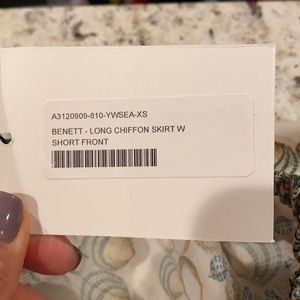 A3120909-810-YWSEA-XS
BENETT - LONG CHIFFON SKIRT W
SHORT FRONT